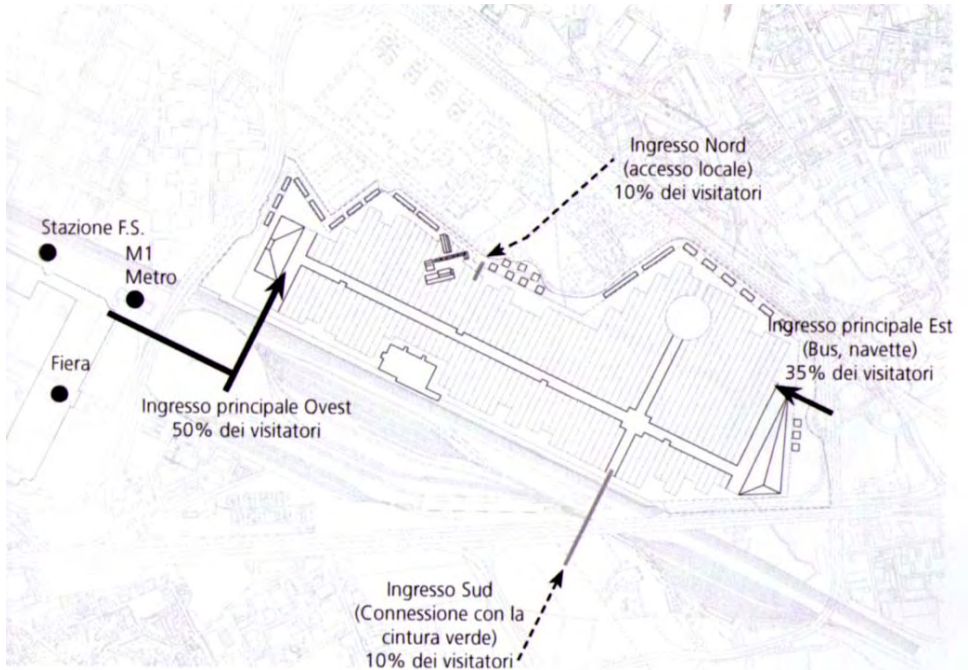 Ingresso Nord
(accesso locale)
10% dei visitatori
Stazione F.S.
M1
Metro
Ingresso principale Est
(Bus, navette)
35% dei visitatori
Fiera
Ingresso principale Ovest
50% dei visitatori
Ingresso Sud
(Connessione con la
cintura verde)
10% dei visitatori